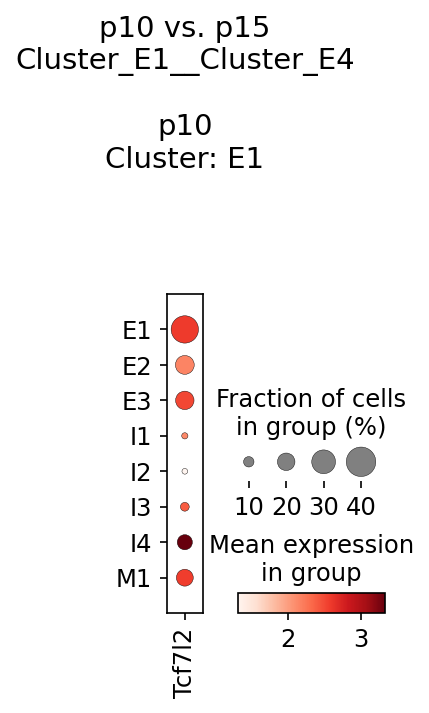 p10 vs. p15
Cluster_E1__Cluster_E4
p10
Cluster: E1
E1
E2
E3
I1
I2
I3
I4
M1
Tcf7l2
Fraction of cells
in group (%)
10 20 30 40
Mean expression
in group
2 3